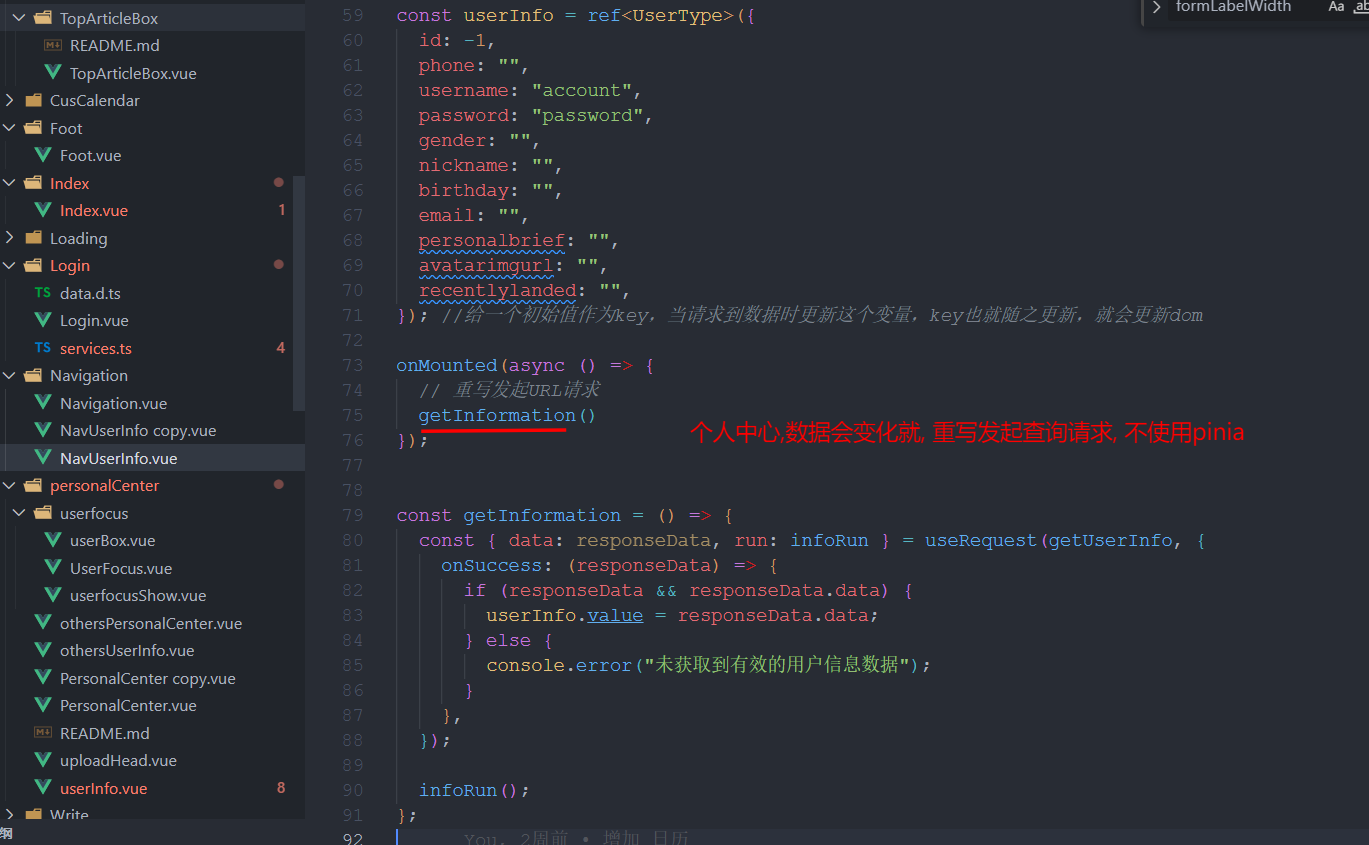 TopArticleBox
README.md
TopArticleBox.vue
CusCalendar
Foot
Foot.vue
Index
Index.vue 1
Loading
Login
TS data.d.ts
Login.vue
TS services.ts 4
Navigation
Navigation.vue
NavUserInfo copy.vue
NavUserInfo.vue
personalCenter
userfocus
userBox.vue
UserFocus.vue
userfocusShow.vue
othersPersonalCenter.vue
othersUserInfo.vue
PersonalCenter copy.vue
PersonalCenter.vue
README.md
uploadHead.vue
userInfo.vue 8
Write
纲
formLabelWidth Aa ab
59 const userInfo = ref<UserType>({
60 id: -1,
61 phone: "",
62 username: "account",
63 password: "password",
64 gender: "",
65 nickname: "",
66 birthday: "",
67 email: "",
68 personalbrief: "",
69 avatarimgurl: "",
70 recentlylanded: "",
71 }); //给一个初始值作为key，当请求到数据时更新这个变量，key也就随之更新，就会更新dom
72
73 onMounted(async () => {
74 // 重写发起URL请求
75 getInformation()
76 });
个人中心,数据会变化就, 重写发起查询请求, 不使用pinia
77
78
79 const getInformation = () => {
80 const { data: responseData, run: infoRun } = useRequest(getUserInfo, {
81 onSuccess: (responseData) => {
82 if (responseData && responseData.data) {
83 userInfo.value = responseData.data;
84 } else {
85 console.error("未获取到有效的用户信息数据");
86 }
87 },
88 });
89
90 infoRun();
91 };
92 You, 2周前 • 增加 日历